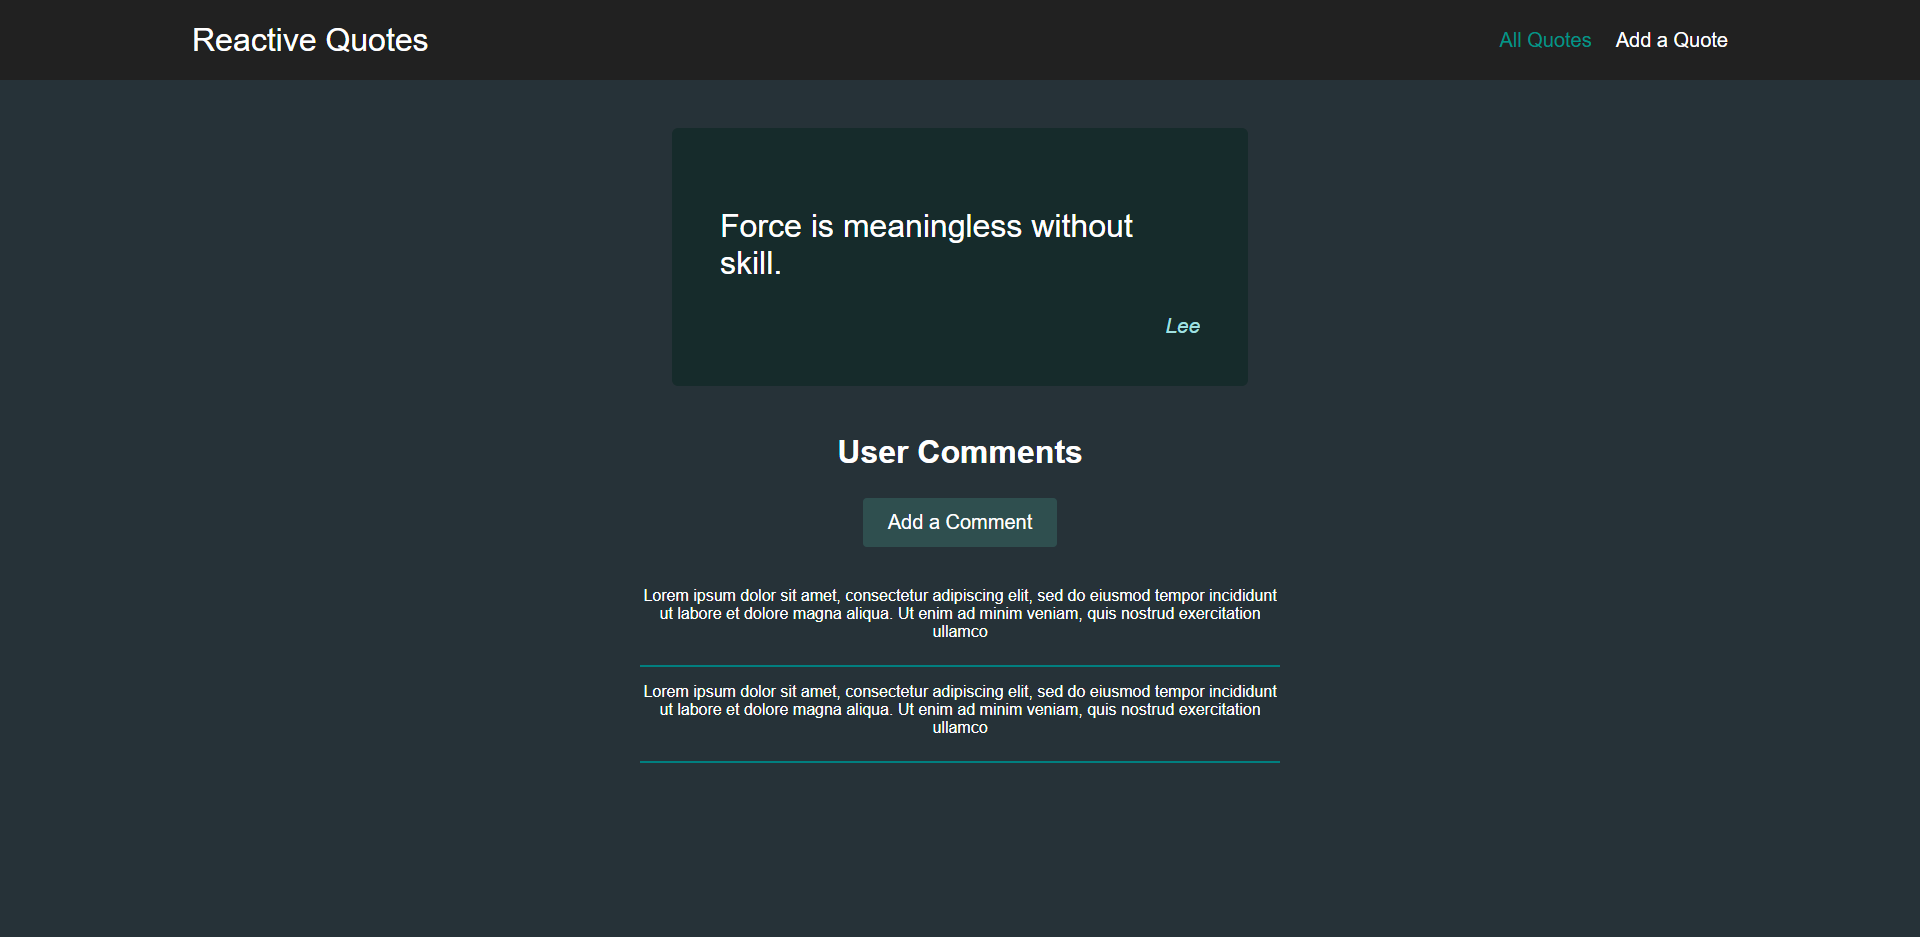 Reactive Quotes
All Quotes Add a Quote
Force is meaningless without
skill.
Lee
User Comments
Add a Comment
Lorem ipsum dolor sit amet, consectetur adipiscing elit, sed do eiusmod tempor incididunt
ut labore et dolore magna aliqua. Ut enim ad minim veniam, quis nostrud exercitation
ullamco
Lorem ipsum dolor sit amet, consectetur adipiscing elit, sed do eiusmod tempor incididunt
ut labore et dolore magna aliqua. Ut enim ad minim veniam, quis nostrud exercitation
ullamco